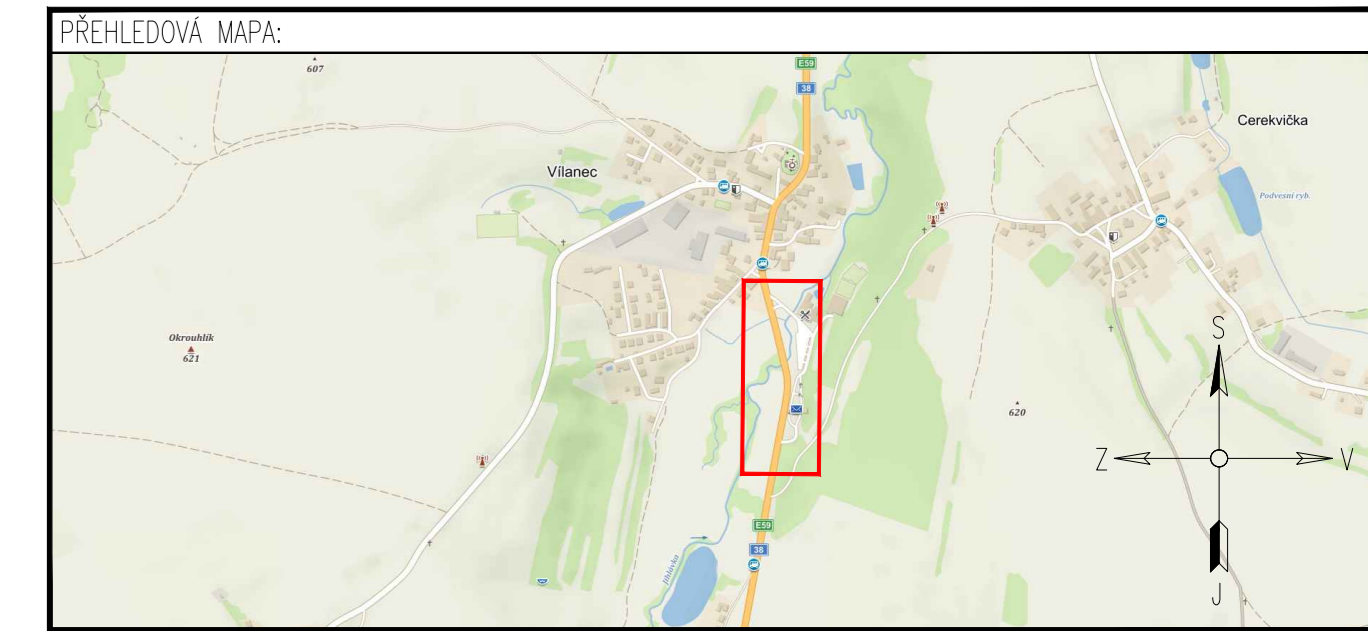 PŘEHLEDOVÁ MAPA:
607
E59
38
Cerekvička
Vílanec
Podvesní ryb.
S
Okrouhlík
621
620
Z
V
E59
38
Jihlávka
J